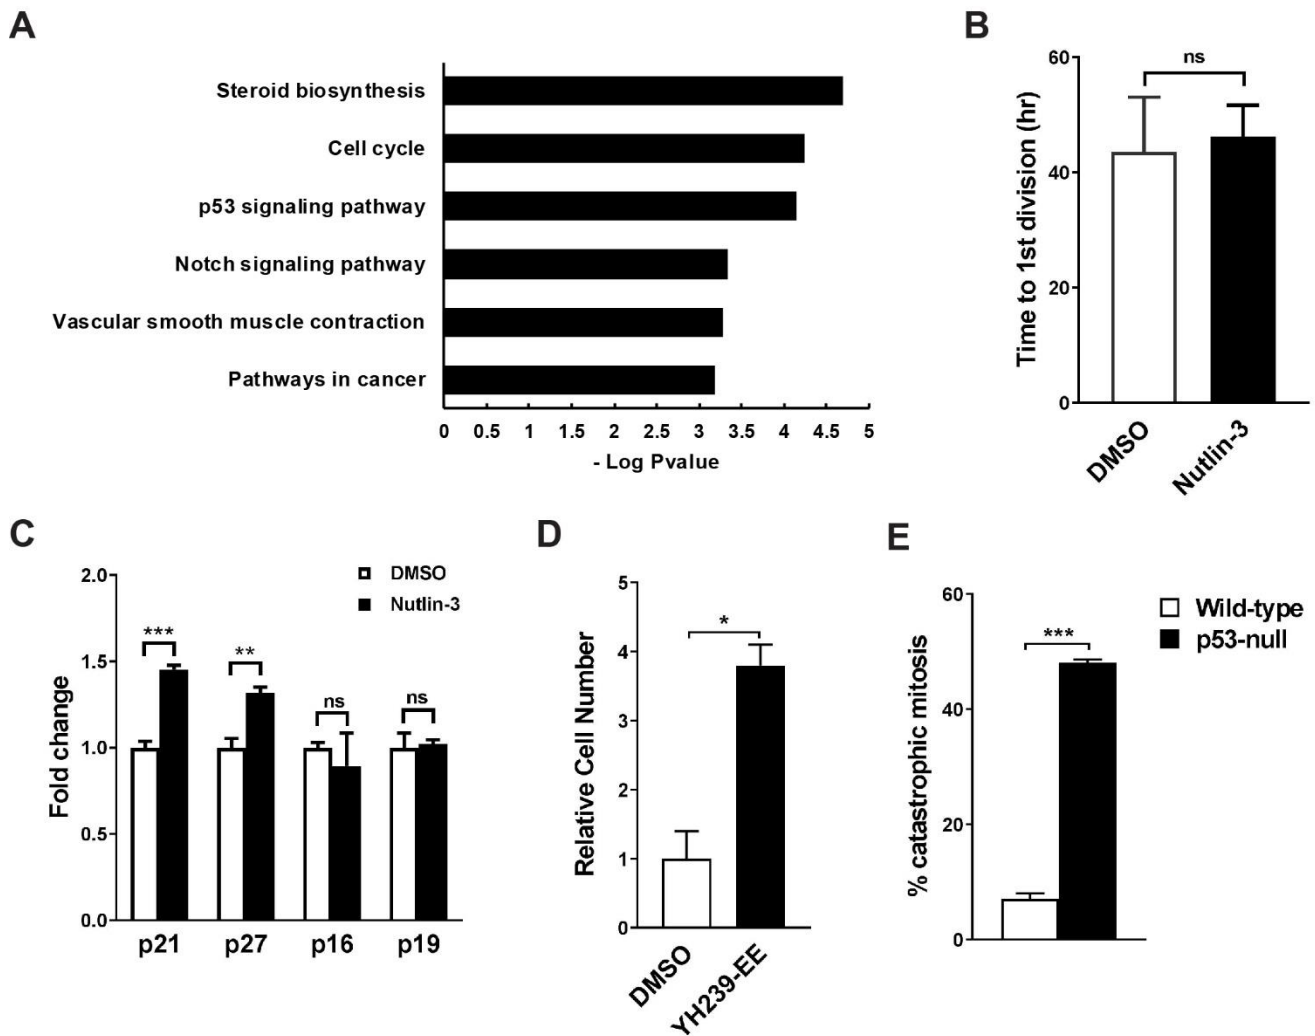 A
Steroid biosynthesis
Cell cycle
p53 signaling pathway
Notch signaling pathway
Vascular smooth muscle contraction
Pathways in cancer
0 0.5 1 1.5 2 2.5 3 3.5 4 4.5 5
- Log Pvalue
B
60
40
20
0
Time to 1st division (hr)
ns
DMSO
Nutlin-3
C
2.0
1.5
1.0
0.5
0.0
Fold change
DMSO
Nutlin-3
***
**
ns
ns
p21 p27 p16 p19
D
5
4
3
2
1
0
Relative Cell Number
*
DMSO
YH239-EE
E
60
40
20
0
% catastrophic mitosis
***
Wild-type
p53-null